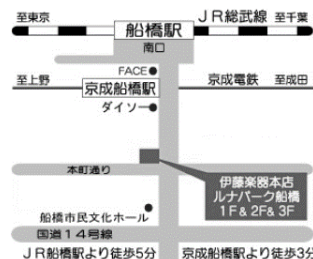 至東京
船橋駅
JR総武線
至千葉
南口
FACE
至上野
京成船橋駅
京成電鉄
至成田
ダイソー
本町通り
伊藤楽器本店
ルナパーク船橋
1F&2F&3F
船橋市民文化ホール
国道14号線
JR船橋駅より徒歩5分
京成船橋駅より徒歩3分